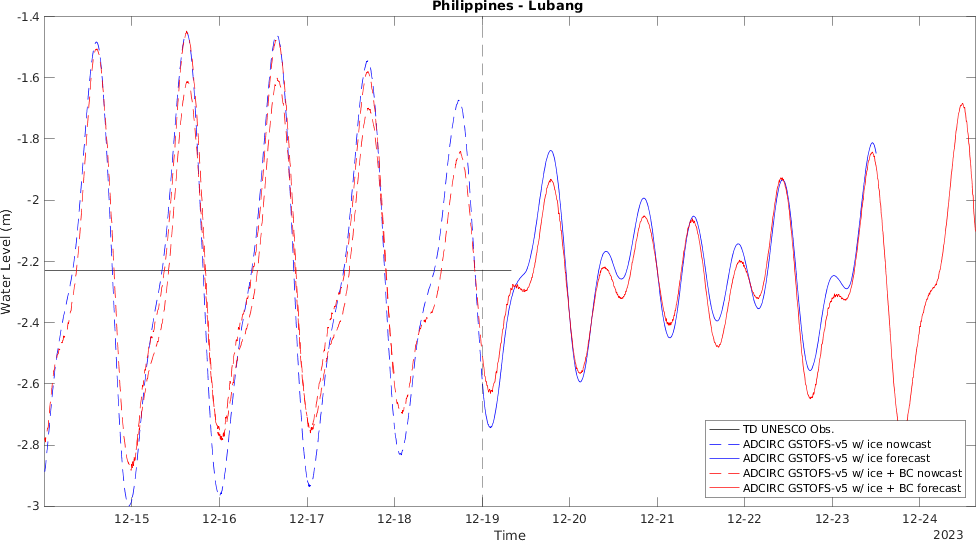 Philippines - Lubang
-1.4
-1.6
-1.8
-2
-2.2
-2.4
-2.6
-2.8
-3
Water Level (m)
12-15 12-16 12-17 12-18 12-19 12-20 12-21 12-22 12-23 12-24
Time
2023
TD UNESCO Obs.
ADCIRC GSTOFS-v5 w/ ice nowcast
ADCIRC GSTOFS-v5 w/ ice forecast
ADCIRC GSTOFS-v5 w/ ice + BC nowcast
ADCIRC GSTOFS-v5 w/ ice + BC forecast